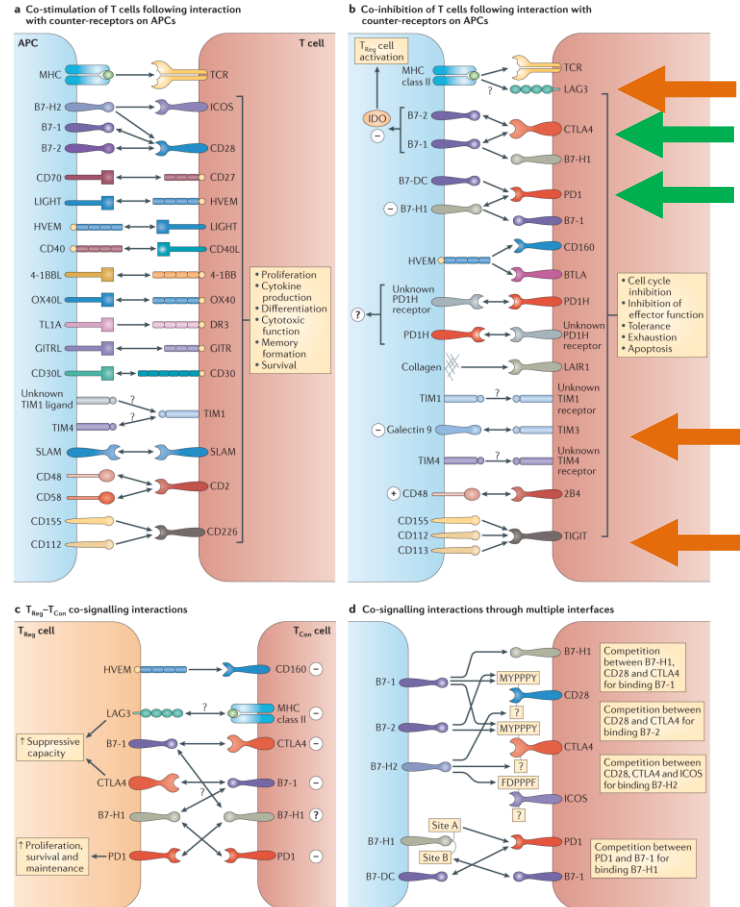 a Co-stimulation of T cells following interaction
with counter-receptors on APCs
APC
T cell
MHC
TCR
B7-H2
ICOS
B7-1
B7-2
CD28
CD70
CD27
LIGHT
HVEM
HVEM
LIGHT
CD40
CD40L
4-1BBL
4-1BB
OX40L
OX40
TL1A
DR3
GITRL
GITR
CD30L
CD30
Unknown
TIM1 ligand
?
TIM1
?
TIM4
SLAM
SLAM
CD48
CD2
CD58
CD155
CD226
CD112
• Proliferation
• Cytokine
production
• Differentiation
• Cytotoxic
function
• Memory
formation
• Survival
b Co-inhibition of T cells following interaction with
counter-receptors on APCs
TReg cell
activation
MHC
class II
TCR
?
LAG3
IDO
–
B7-2
CTLA4
B7-1
B7-H1
B7-DC
PD1
– B7-H1
B7-1
CD160
HVEM
BTLA
Unknown
PD1H
receptor
PD1H
?
PD1H
Unknown
PD1H
receptor
Collagen
LAIR1
TIM1
?
Unknown
TIM1
receptor
– Galectin 9
TIM3
TIM4
?
Unknown
TIM4
receptor
+ CD48
2B4
CD155
CD112
TIGIT
CD113
• Cell cycle
inhibition
• Inhibition of
effector function
• Tolerance
• Exhaustion
• Apoptosis
c TReg–TCon co-signalling interactions
TReg cell
TCon cell
HVEM
CD160 –
LAG3
?
MHC
class II –
↑ Suppressive
capacity
B7-1
CTLA4 –
CTLA4
B7-1 –
?
B7-H1
B7-H1 ?
↑ Proliferation,
survival and
maintenance
PD1
PD1 –
d Co-signalling interactions through multiple interfaces
B7-H1
B7-1
MYPPPY
CD28
?
B7-2
MYPPPY
CTLA4
B7-H2
?
FDPPPF
ICOS
?
Site A
B7-H1
PD1
Site B
B7-DC
B7-1
Competition
between B7-H1,
CD28 and CTLA4
for binding B7-1
Competition between
CD28 and CTLA4 for
binding B7-2
Competition between
CD28, CTLA4 and ICOS
for binding B7-H2
Competition between
PD1 and B7-1 for
binding B7-H1